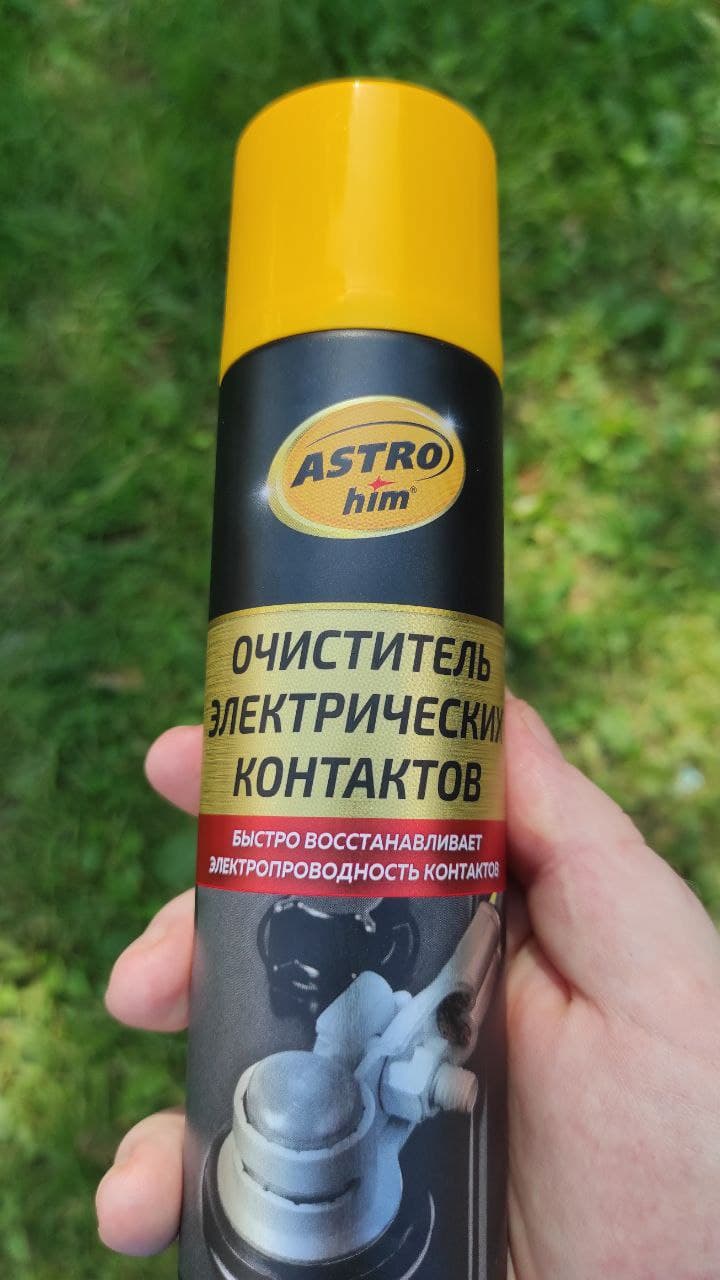 ASTRO
him®
ОЧИСТИТЕЛЬ
ЭЛЕКТРИЧЕСКИХ
КОНТАКТОВ
БЫСТРО ВОССТАНАВЛИВАЕТ
ЭЛЕКТРОПРОВОДНОСТЬ КОНТАКТОВ